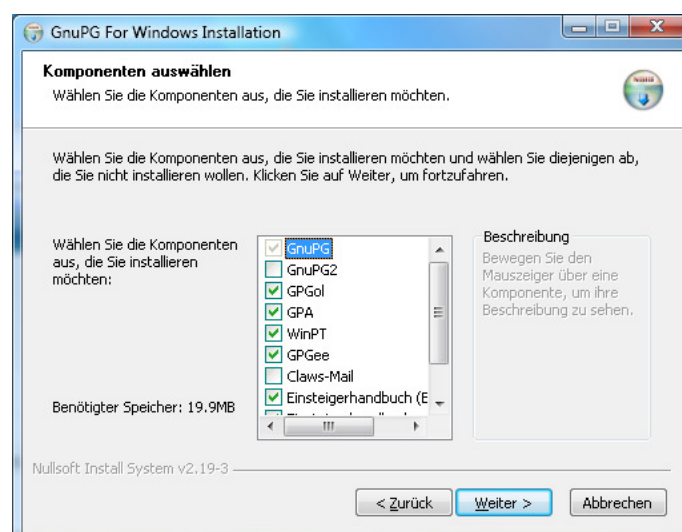 GnuPG For Windows Installation
Komponenten auswählen
Wählen Sie die Komponenten aus, die Sie installieren möchten.
Wählen Sie die Komponenten aus, die Sie installieren möchten und wählen Sie diejenigen ab,
die Sie nicht installieren wollen. Klicken Sie auf Weiter, um fortzufahren.
Wählen Sie die Komponenten
aus, die Sie installieren
möchten:
GnuPG
GnuPG2
GPGol
GPA
WinPT
GPGee
Claws-Mail
Einsteigerhandbuch (E
Beschreibung
Bewegen Sie den
Mauszeiger über eine
Komponente, um ihre
Beschreibung zu sehen.
Benötigter Speicher: 19.9MB
Nullsoft Install System v2.19-3
< Zurück
Weiter >
Abbrechen